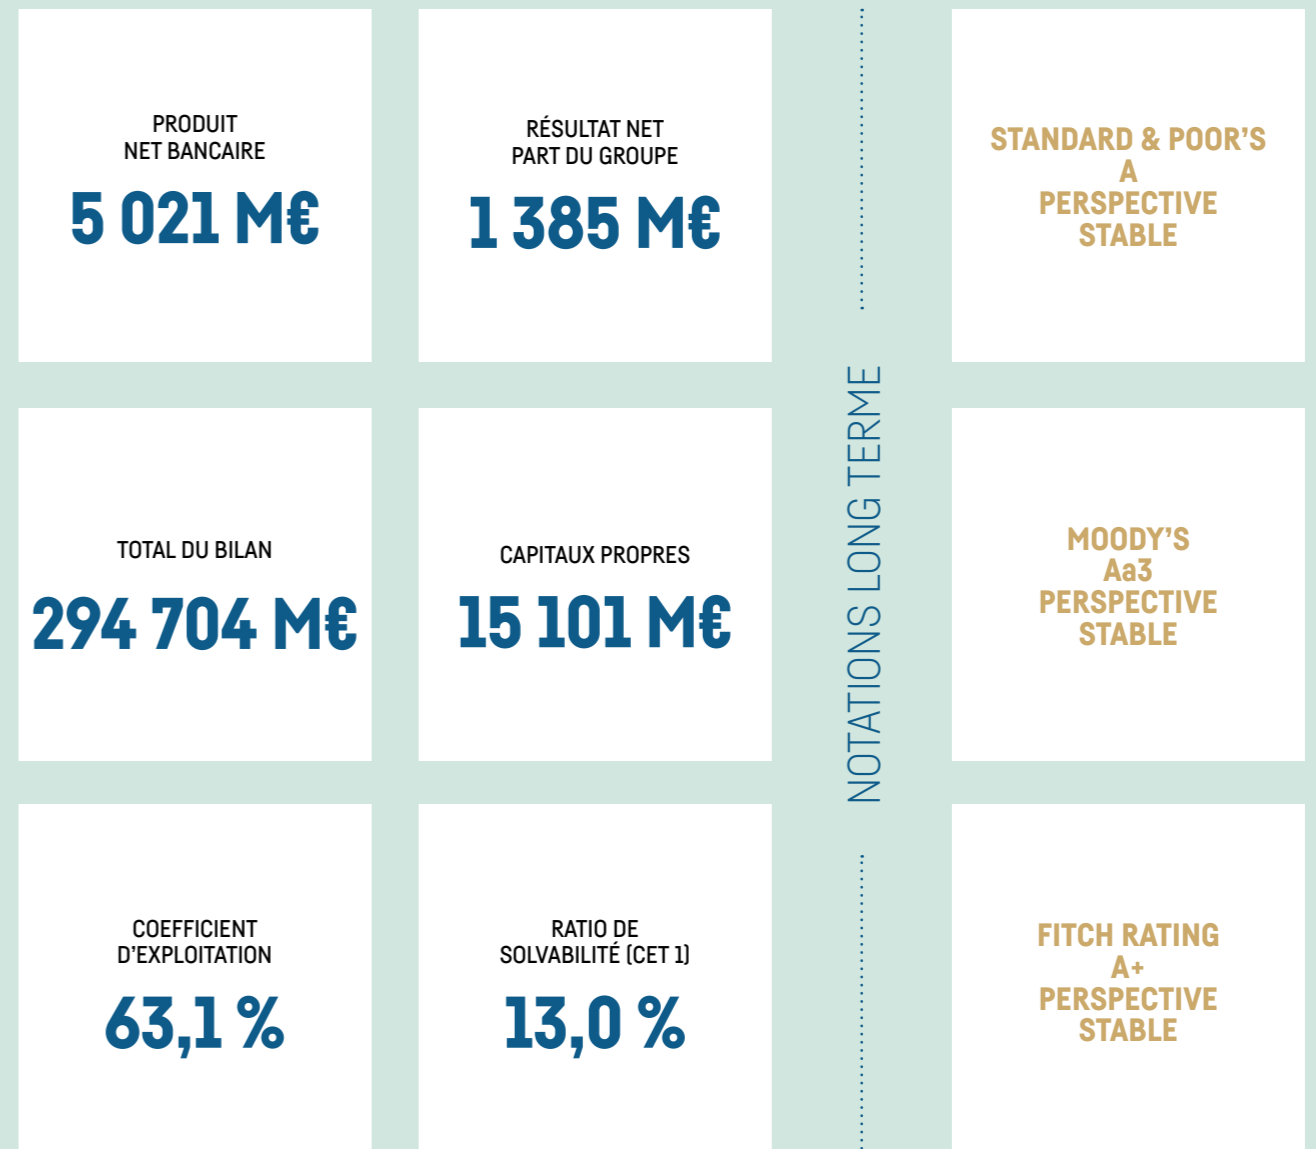 PRODUIT
NET BANCAIRE
5 021 M€
RÉSULTAT NET
PART DU GROUPE
1 385 M€
TOTAL DU BILAN
294 704 M€
CAPITAUX PROPRES
15 101 M€
COEFFICIENT
D’EXPLOITATION
63,1 %
RATIO DE
SOLVABILITÉ (CET 1)
13,0 %
NOTATIONS LONG TERME
STANDARD & POOR’S
A
PERSPECTIVE
STABLE
MOODY’S
Aa3
PERSPECTIVE
STABLE
FITCH RATING
A+
PERSPECTIVE
STABLE